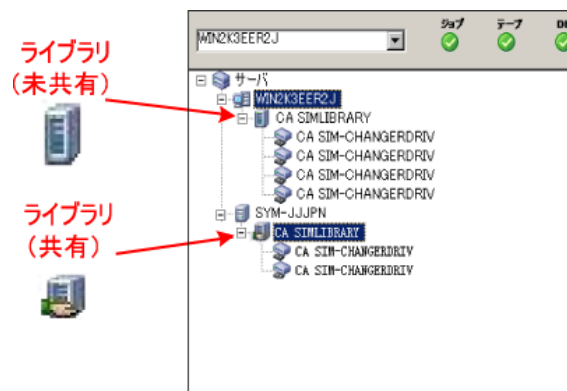 ジョブ
テープ
WIN2K3EER2J
ライブラリ
(未共有)
サーバ
WIN2K3EER2J
CA SIMLIBRARY
CA SIM-CHANGERDRIV
CA SIM-CHANGERDRIV
CA SIM-CHANGERDRIV
CA SIM-CHANGERDRIV
ライブラリ
(共有)
SYM-JJJPN
CA SIMLIBRARY
CA SIM-CHANGERDRIV
CA SIM-CHANGERDRIV